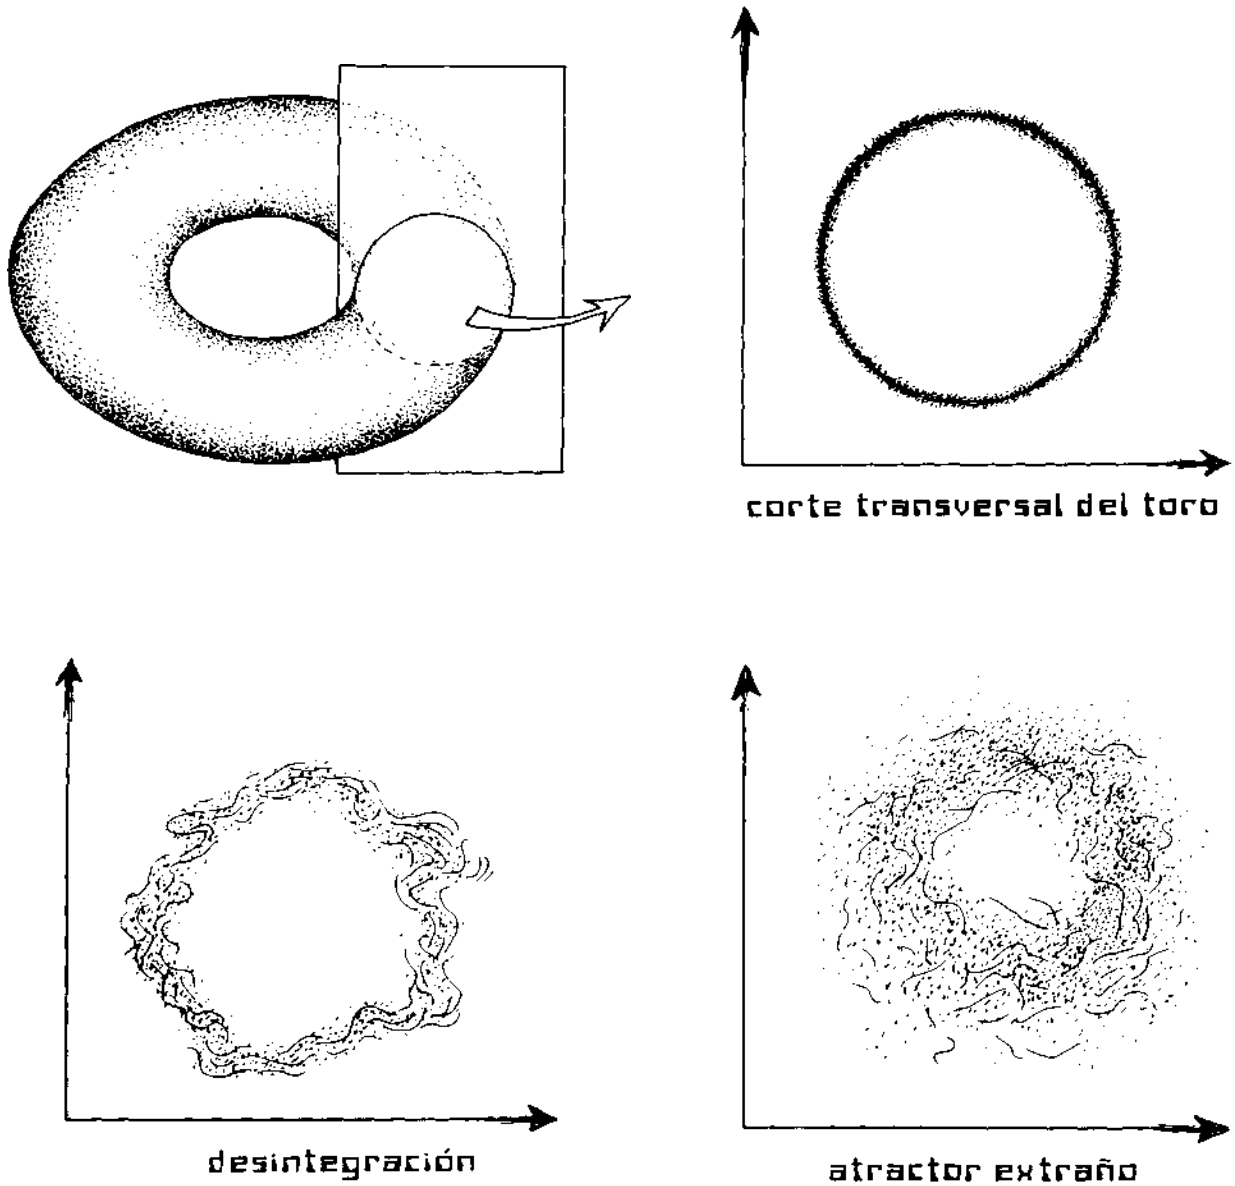 corte transversal del toro
desintegración
atractor extraño